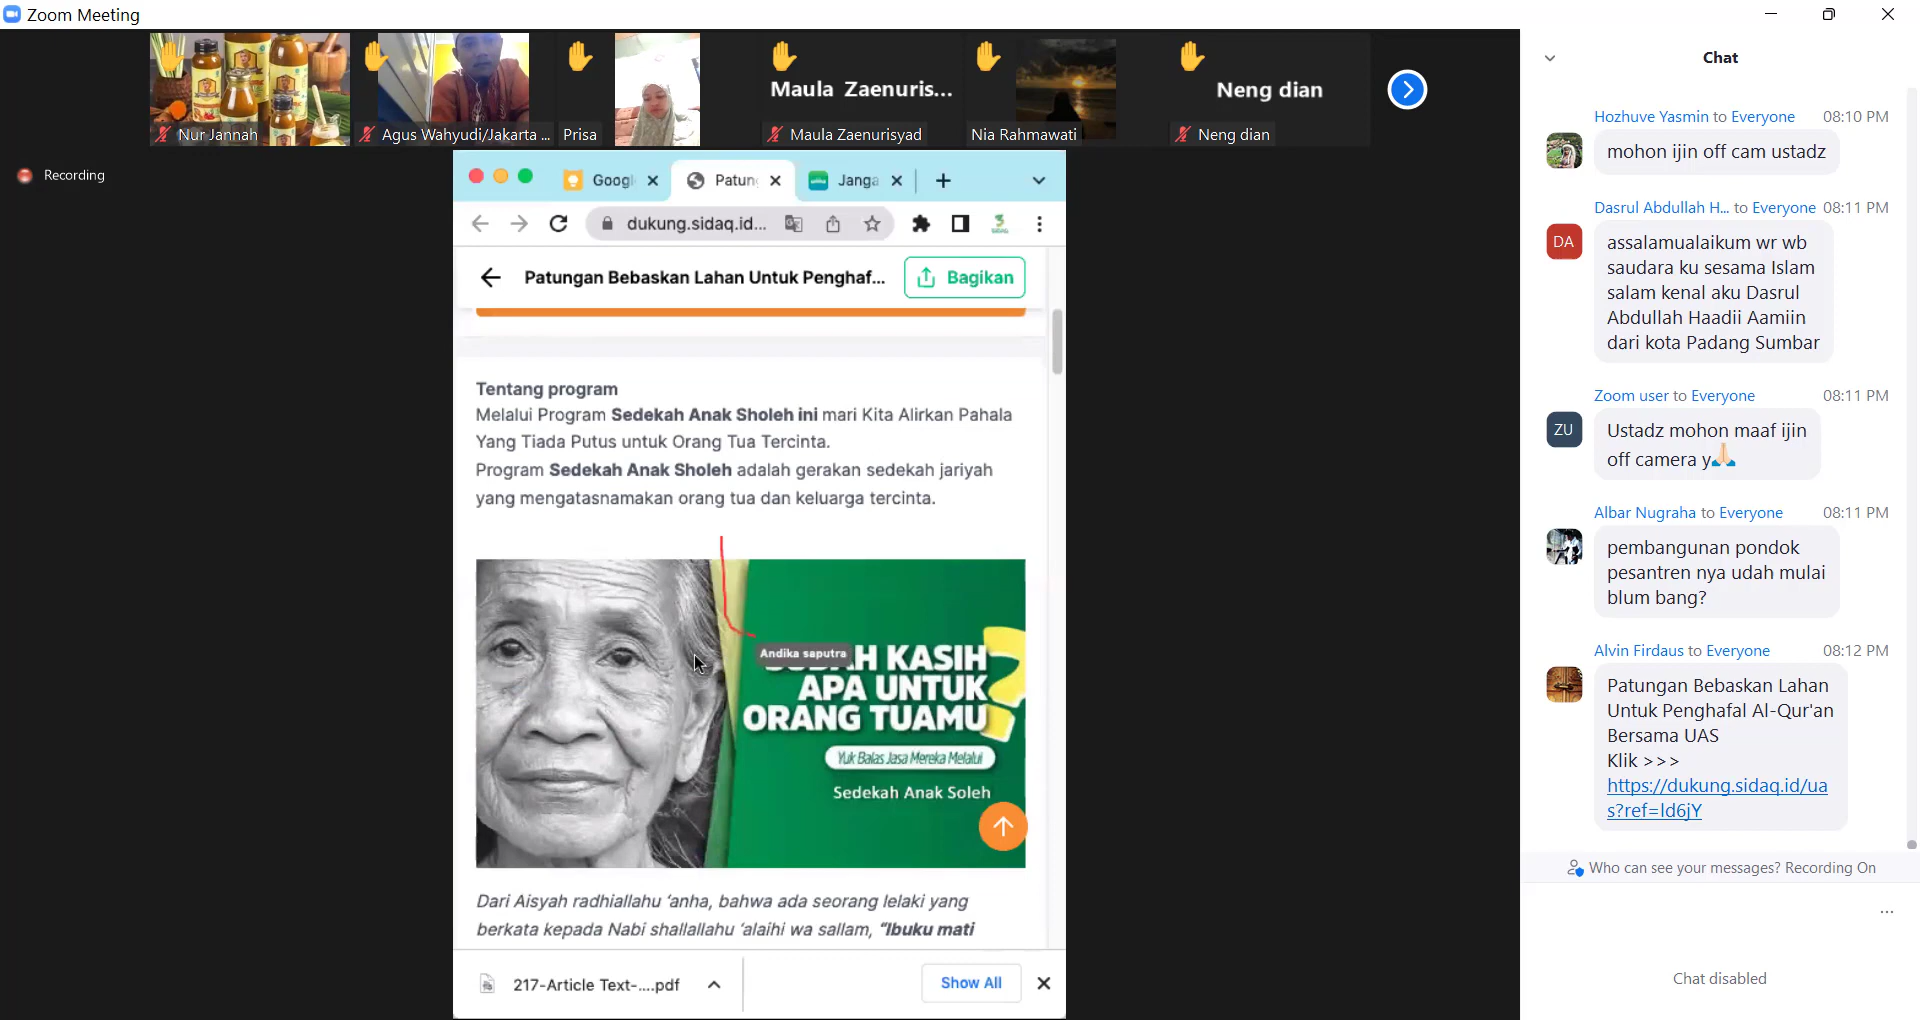 Zoom Meeting
Nur Jannah
Agus Wahyudi/Jakarta ...
Prisa
Maula Zaenuris...
Maula Zaenurisyad
Nia Rahmawati
Neng dian
Neng dian
Recording
Googl
Patun
Janga
dukung.sidaq.id...
Patungan Bebaskan Lahan Untuk Penghaf...
Bagikan
Tentang program
Melalui Program Sedekah Anak Sholeh ini mari Kita Alirkan Pahala
Yang Tiada Putus untuk Orang Tua Tercinta.
Program Sedekah Anak Sholeh adalah gerakan sedekah jariyah
yang mengatasnamakan orang tua dan keluarga tercinta.
Andika saputra
KASIH
APA UNTUK
ORANG TUAMU?
Yuk Balas Jasa Mereka Melalui
Sedekah Anak Soleh
Dari Aisyah radhiallahu 'anha, bahwa ada seorang lelaki yang
berkata kepada Nabi shallallahu 'alaihi wa sallam, "Ibuku mati
217-Article Text-....pdf
Show All
Chat
Hozhuve Yasmin to Everyone 08:10 PM
mohon ijin off cam ustadz
Dasrul Abdullah H... to Everyone 08:11 PM
DA
assalamualaikum wr wb
saudara ku sesama Islam
salam kenal aku Dasrul
Abdullah Haadii Aamiin
dari kota Padang Sumbar
Zoom user to Everyone 08:11 PM
ZU
Ustadz mohon maaf ijin
off camera y🙏🏻
Albar Nugraha to Everyone 08:11 PM
pembangunan pondok
pesantren nya udah mulai
blum bang?
Alvin Firdaus to Everyone 08:12 PM
Patungan Bebaskan Lahan
Untuk Penghafal Al-Qur'an
Bersama UAS
Klik >>>
https://dukung.sidaq.id/ua
s?ref=ld6jY
Who can see your messages? Recording On
Chat disabled